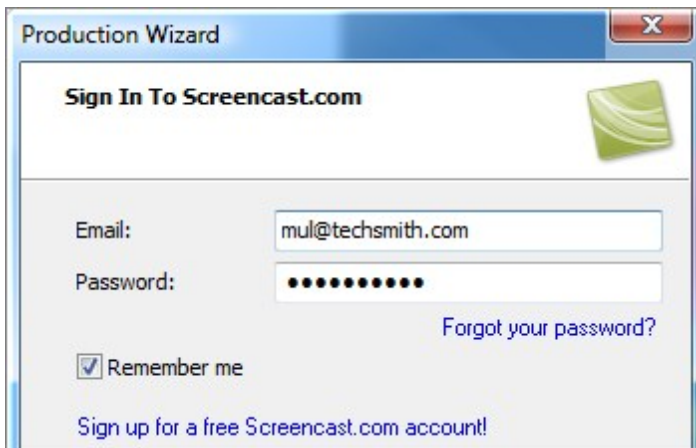 Production Wizard
Sign In To Screencast.com
Email: mul@techsmith.com
Password: ●●●●●●●●●●
Forgot your password?
Remember me
Sign up for a free Screencast.com account!